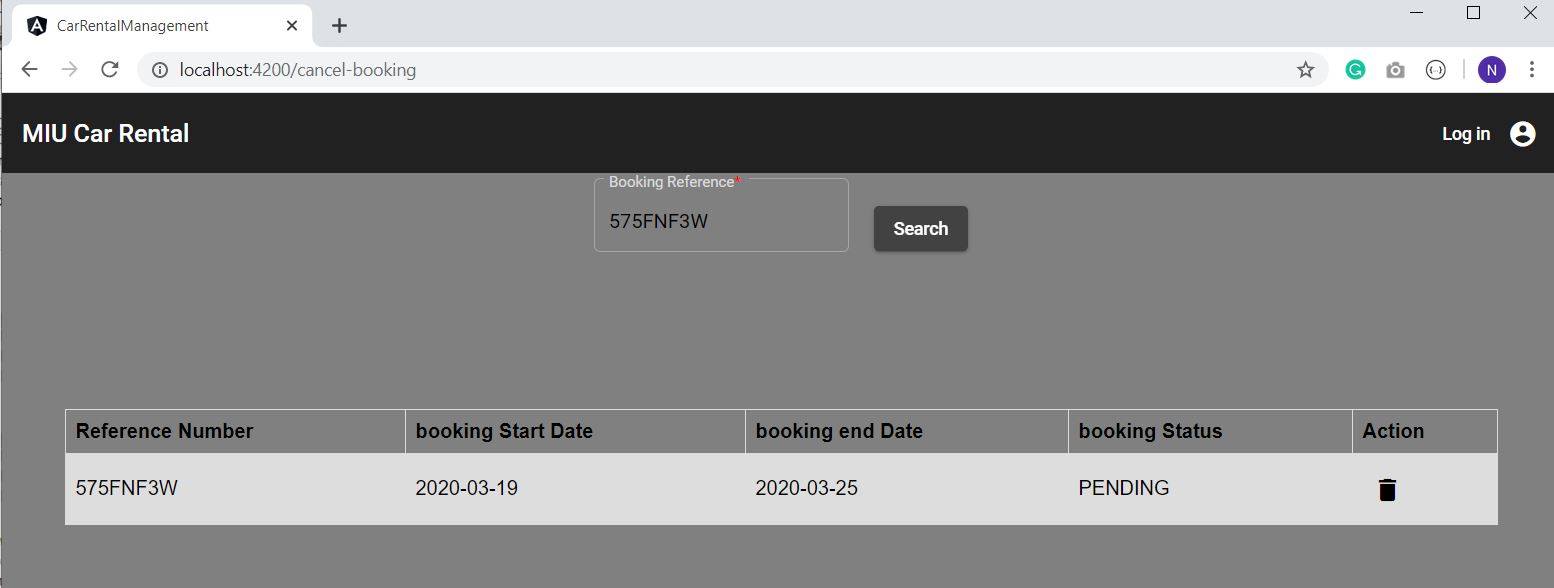 CarRentalManagement
localhost:4200/cancel-booking
N
MIU Car Rental
Log in
Booking Reference*
575FNF3W
Search
Reference Number booking Start Date booking end Date booking Status Action
575FNF3W 2020-03-19 2020-03-25 PENDING